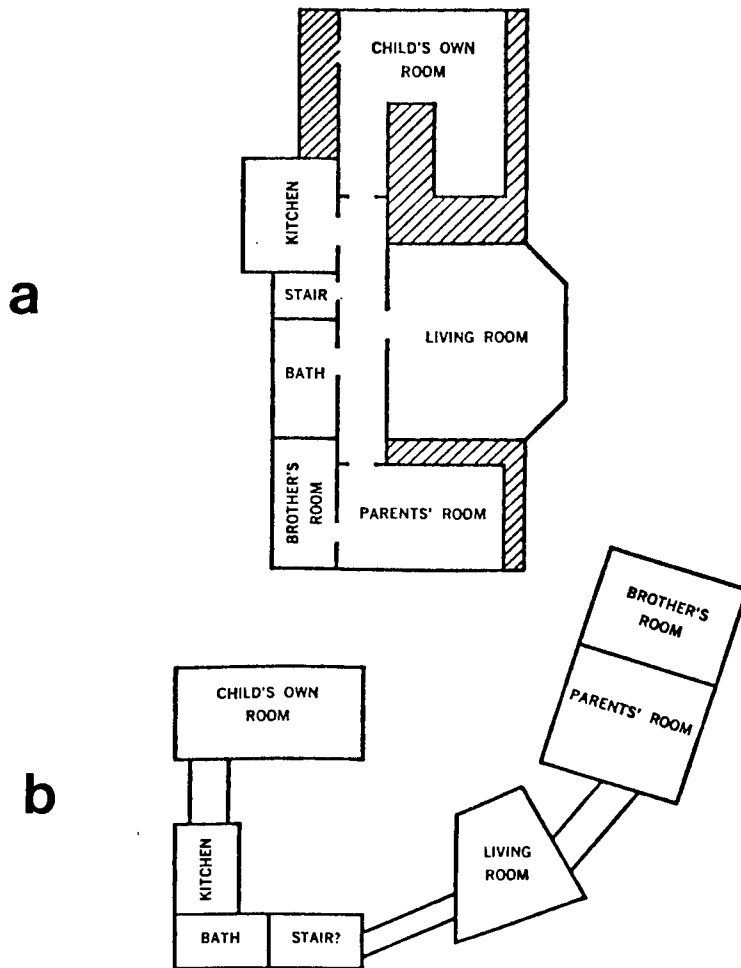 a
CHILD'S OWN
ROOM
KITCHEN
STAIR
LIVING ROOM
BATH
BROTHER'S
ROOM
PARENTS' ROOM
b
BROTHER'S
ROOM
PARENTS' ROOM
CHILD'S OWN
ROOM
KITCHEN
LIVING
ROOM
BATH
STAIR?